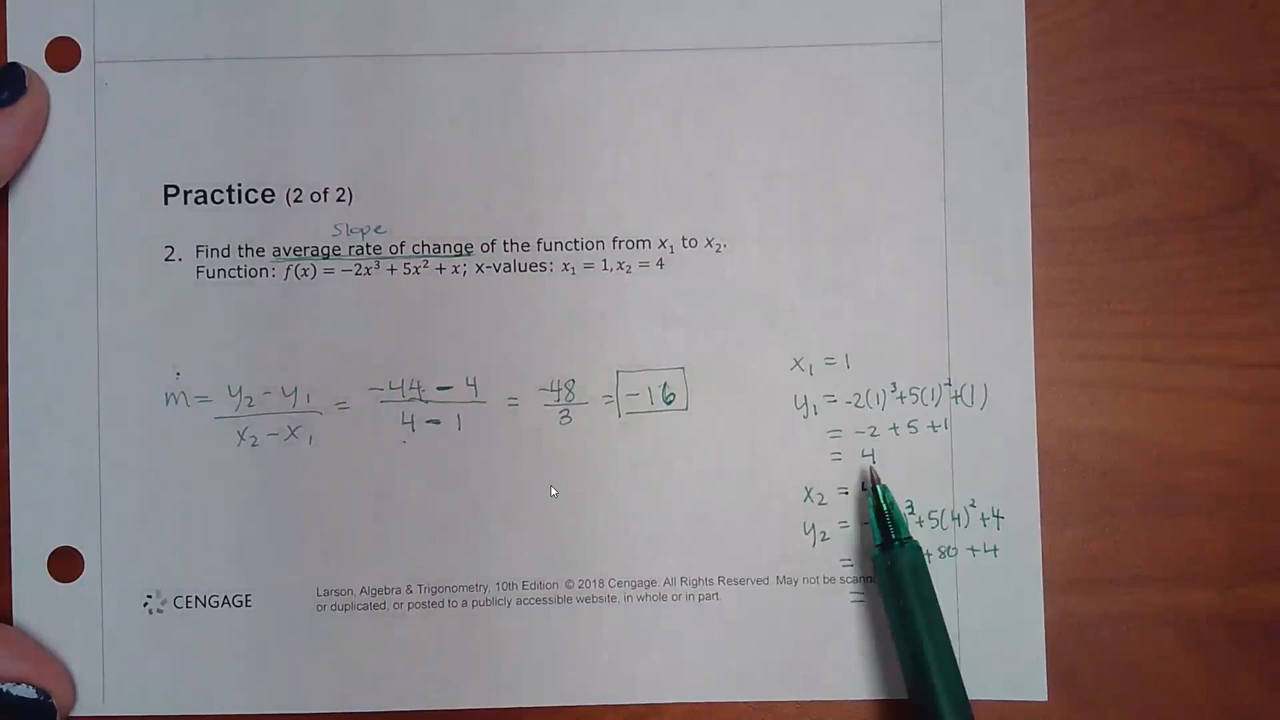 Practice (2 of 2)
Slope
2. Find the average rate of change of the function from x₁ to x₂.
Function: f(x) = −2x³ + 5x² + x; x-values: x₁ = 1, x₂ = 4
m = y₂ − y₁ / x₂ − x₁ = −44 − 4 / 4 − 1 = −48 / 3 = −16
x₁ = 1
y₁ = -2(1)³+5(1)²+(1)
= -2 + 5 + 1
= 4
x₂ =
y₂ = +5(4)²+4
= +80 +4
=
CENGAGE
Larson, Algebra & Trigonometry, 10th Edition. © 2018 Cengage. All Rights Reserved. May not be
or duplicated, or posted to a publicly accessible website, in whole or in part.